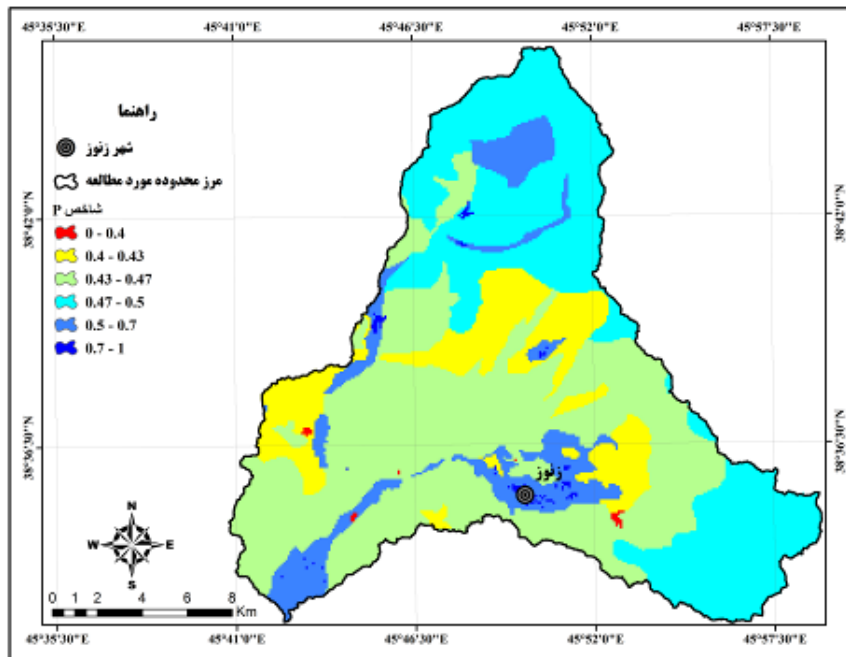 45°35'30"E 45°41'0"E 45°46'30"E 45°52'0"E 45°57'30"E
راهنما
شهر زنوز
مرز محدوده مورد مطالعه
شاخص P
0 - 0.4
0.4 - 0.43
0.43 - 0.47
0.47 - 0.5
0.5 - 0.7
0.7 - 1
38°42'0"N
38°42'0"N
38°36'30"N
38°36'30"N
زنوز
N
W E
S
0 2 4 6 8
Km
45°35'30"E 45°41'0"E 45°46'30"E 45°52'0"E 45°57'30"E